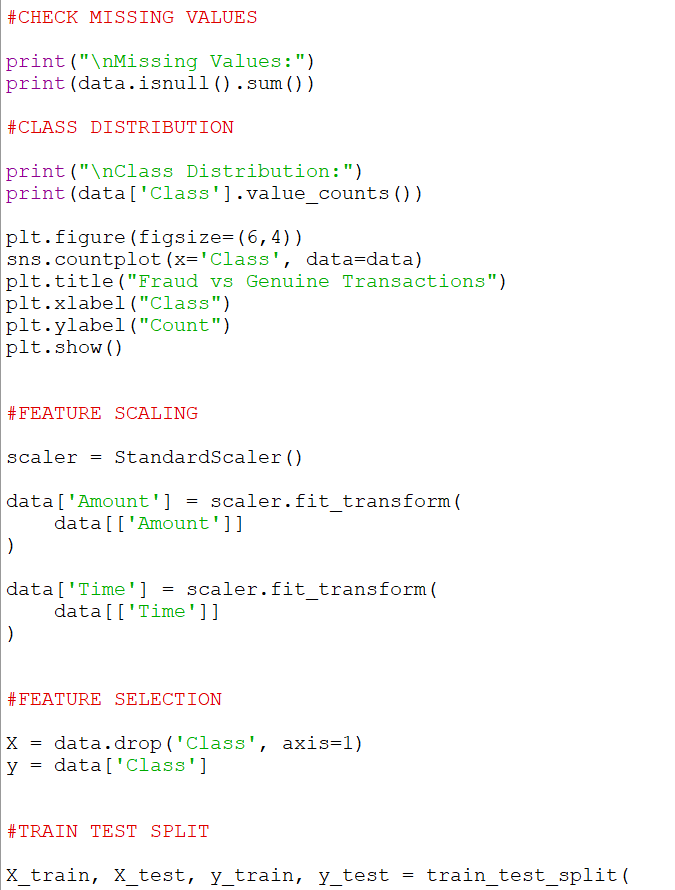 #CHECK MISSING VALUES
print("\nMissing Values:")
print(data.isnull().sum())
#CLASS DISTRIBUTION
print("\nClass Distribution:")
print(data['Class'].value_counts())
plt.figure(figsize=(6,4))
sns.countplot(x='Class', data=data)
plt.title("Fraud vs Genuine Transactions")
plt.xlabel("Class")
plt.ylabel("Count")
plt.show()
#FEATURE SCALING
scaler = StandardScaler()
data['Amount'] = scaler.fit_transform(
    data[['Amount']]
)
data['Time'] = scaler.fit_transform(
    data[['Time']]
)
#FEATURE SELECTION
X = data.drop('Class', axis=1)
y = data['Class']
#TRAIN TEST SPLIT
X_train, X_test, y_train, y_test = train_test_split(